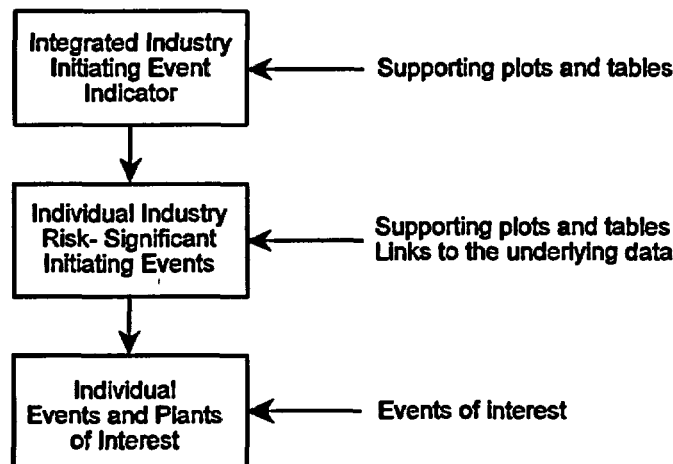 Integrated Industry
Initiating Event
Indicator
Supporting plots and tables
Individual Industry
Risk- Significant
Initiating Events
Supporting plots and tables
Links to the underlying data
Individual
Events and Plants
of Interest
Events of interest